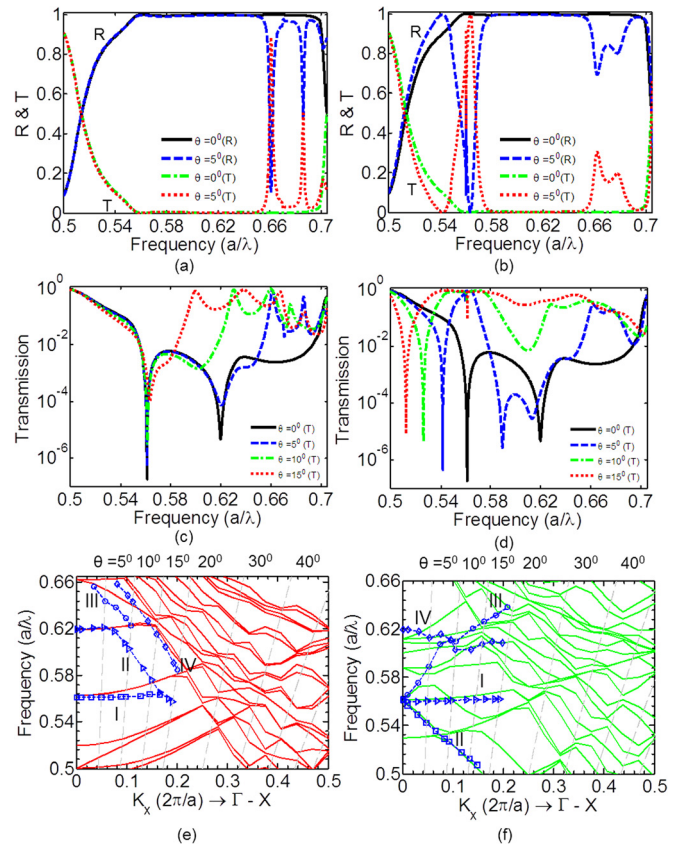 1
0.8
0.6
0.4
0.2
0
R & T
R
T
θ =0⁰(R)
θ =5⁰(R)
θ =0⁰(T)
θ =5⁰(T)
0.5 0.54 0.58 0.62 0.66 0.7
Frequency (a/λ)
(a)
1
0.8
0.6
0.4
0.2
0
R & T
R
T
θ =0⁰(R)
θ =5⁰(R)
θ =0⁰(T)
θ =5⁰(T)
0.5 0.54 0.58 0.62 0.66 0.7
Frequency (a/λ)
(b)
10⁰
10⁻²
10⁻⁴
10⁻⁶
Transmission
θ =0⁰ (T)
θ =5⁰ (T)
θ =10⁰ (T)
θ =15⁰ (T)
0.5 0.54 0.58 0.62 0.66 0.7
Frequency (a/λ)
(c)
10⁰
10⁻²
10⁻⁴
10⁻⁶
Transmission
θ =0⁰ (T)
θ =5⁰ (T)
θ =10⁰ (T)
θ =15⁰ (T)
0.5 0.54 0.58 0.62 0.66 0.7
Frequency (a/λ)
(d)
θ =5⁰ 10⁰ 15⁰ 20⁰ 30⁰ 40⁰
0.66
0.62
0.58
0.56
0.5
Frequency (a/λ)
III
II
IV
I
0 0.1 0.2 0.3 0.4 0.5
Kₓ (2π/a) → Γ - X
(e)
θ =5⁰ 10⁰ 15⁰ 20⁰ 30⁰ 40⁰
0.66
0.62
0.58
0.56
0.5
Frequency (a/λ)
IV
III
I
II
0 0.1 0.2 0.3 0.4 0.5
Kₓ (2π/a) → Γ - X
(f)